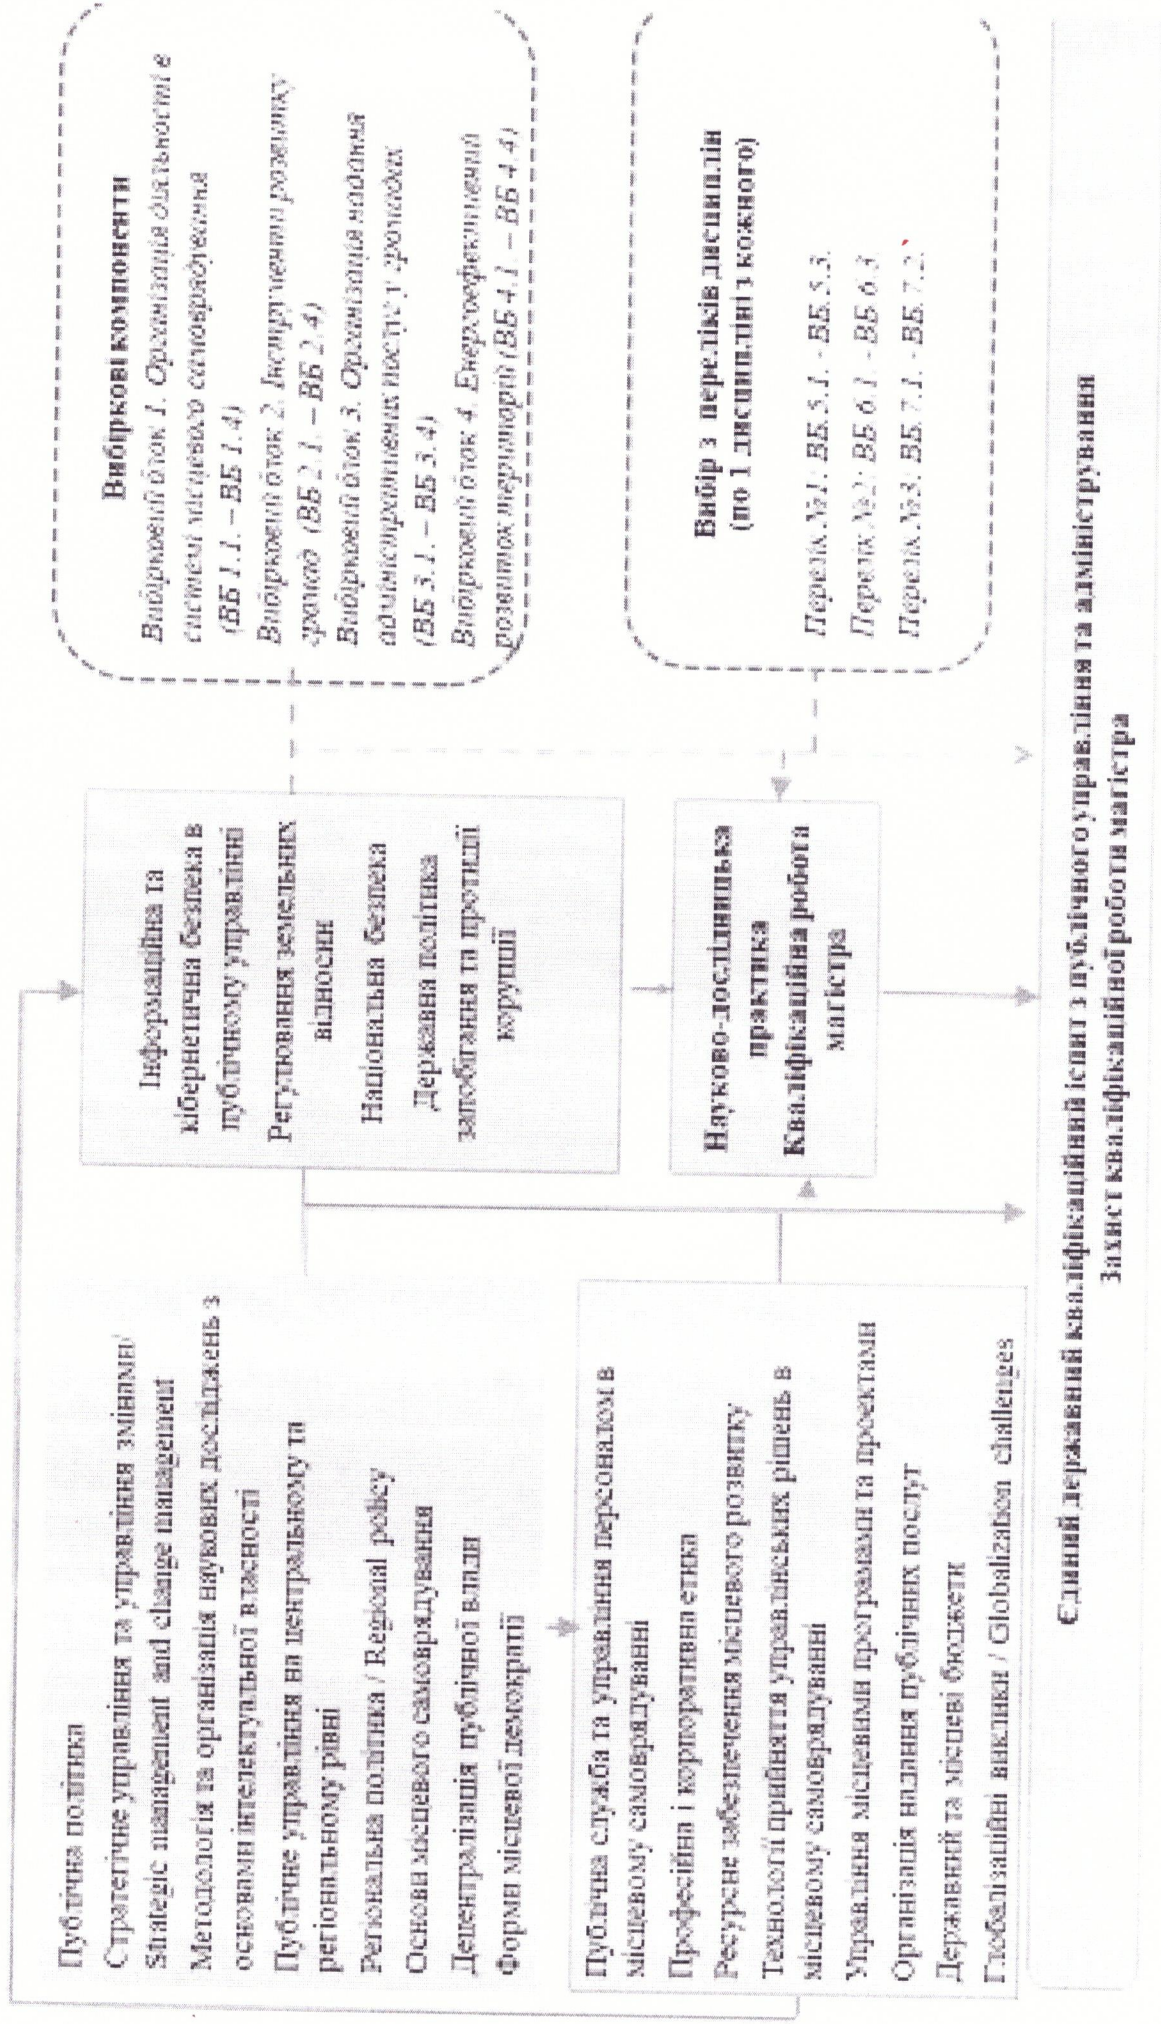 Публічна політика
Стратегічне управління та управління змінами/
Strategic management and change management
Методологія та організація наукових досліджень з
основами інтелектуальної власності
Публічне управління на центральному та
регіональному рівні
Регіональна політика / Regional policy
Основи місцевого самоврядування
Децентралізація публічної влади
Форми місцевої демократії
Публічна служба та управління персоналом в
місцевому самоврядуванні
Професійна і корпоративна етика
Ресурсне забезпечення місцевого розвитку
Технології прийняття управлінських рішень в
місцевому самоврядуванні
Управління місцевими програмами та проектами
Організація надання публічних послуг
Державний та місцеві бюджети
Глобалізаційні виклики / Globalization challenges
Інформаційна та
кібернетична безпека в
публічному управлінні
Регулювання земельних
відносин
Національна безпека
Державна політика
запобігання та протидії
корупції
Науково-дослідницька
практика
Кваліфікаційна робота
магістра
Вибіркові компоненти
Вибірковий блок 1. Організація діяльності в
системі місцевого самоврядування
(ВБ 1.1. – ВБ 1.4)
Вибірковий блок 2. Інструменти розвитку
громад (ВБ 2.1. – ВБ 2.4)
Вибірковий блок 3. Організація надання
адміністративних послуг у громадах
(ВБ 3.1. – ВБ 3.4)
Вибірковий блок 4. Енергоефективний
розвиток територій (ВБ 4.1. – ВБ 4.4)
Вибір з переліків дисциплін
(по 1 дисципліні з кожного)
Перелік №1: ВБ.5.1. - ВБ.5.3.
Перелік №2: ВБ 6.1. - ВБ 6.3
Перелік №3. ВБ.7.1. - ВБ.7.2.
Єдиний державний кваліфікаційний іспит з публічного управління та адміністрування
Захист кваліфікаційної роботи магістра